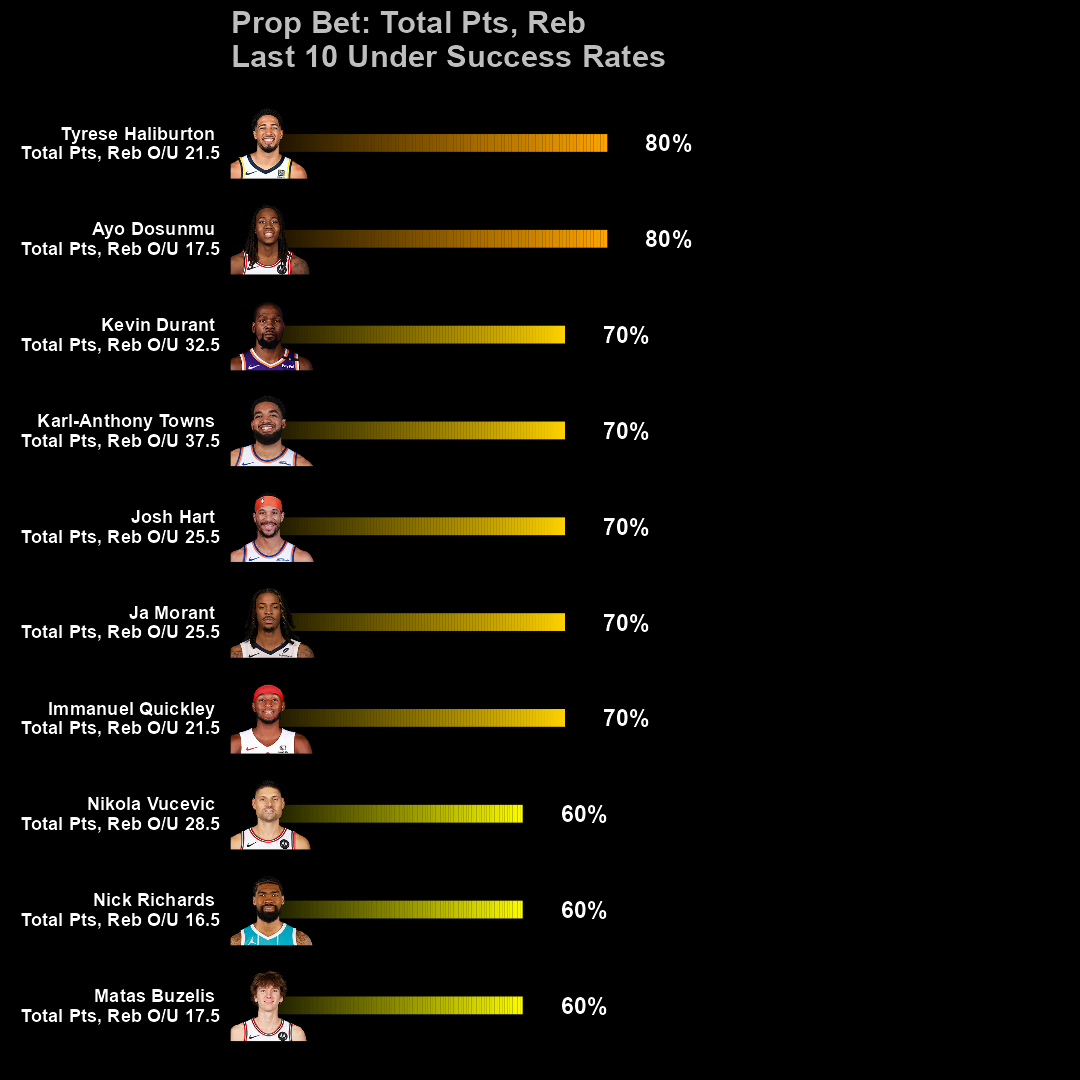 Prop Bet: Total Pts, Reb
Last 10 Under Success Rates
Tyrese Haliburton
Total Pts, Reb O/U 21.5
80%
Ayo Dosunmu
Total Pts, Reb O/U 17.5
80%
Kevin Durant
Total Pts, Reb O/U 32.5
70%
Karl-Anthony Towns
Total Pts, Reb O/U 37.5
70%
Josh Hart
Total Pts, Reb O/U 25.5
70%
Ja Morant
Total Pts, Reb O/U 25.5
70%
Immanuel Quickley
Total Pts, Reb O/U 21.5
70%
Nikola Vucevic
Total Pts, Reb O/U 28.5
60%
Nick Richards
Total Pts, Reb O/U 16.5
60%
Matas Buzelis
Total Pts, Reb O/U 17.5
60%